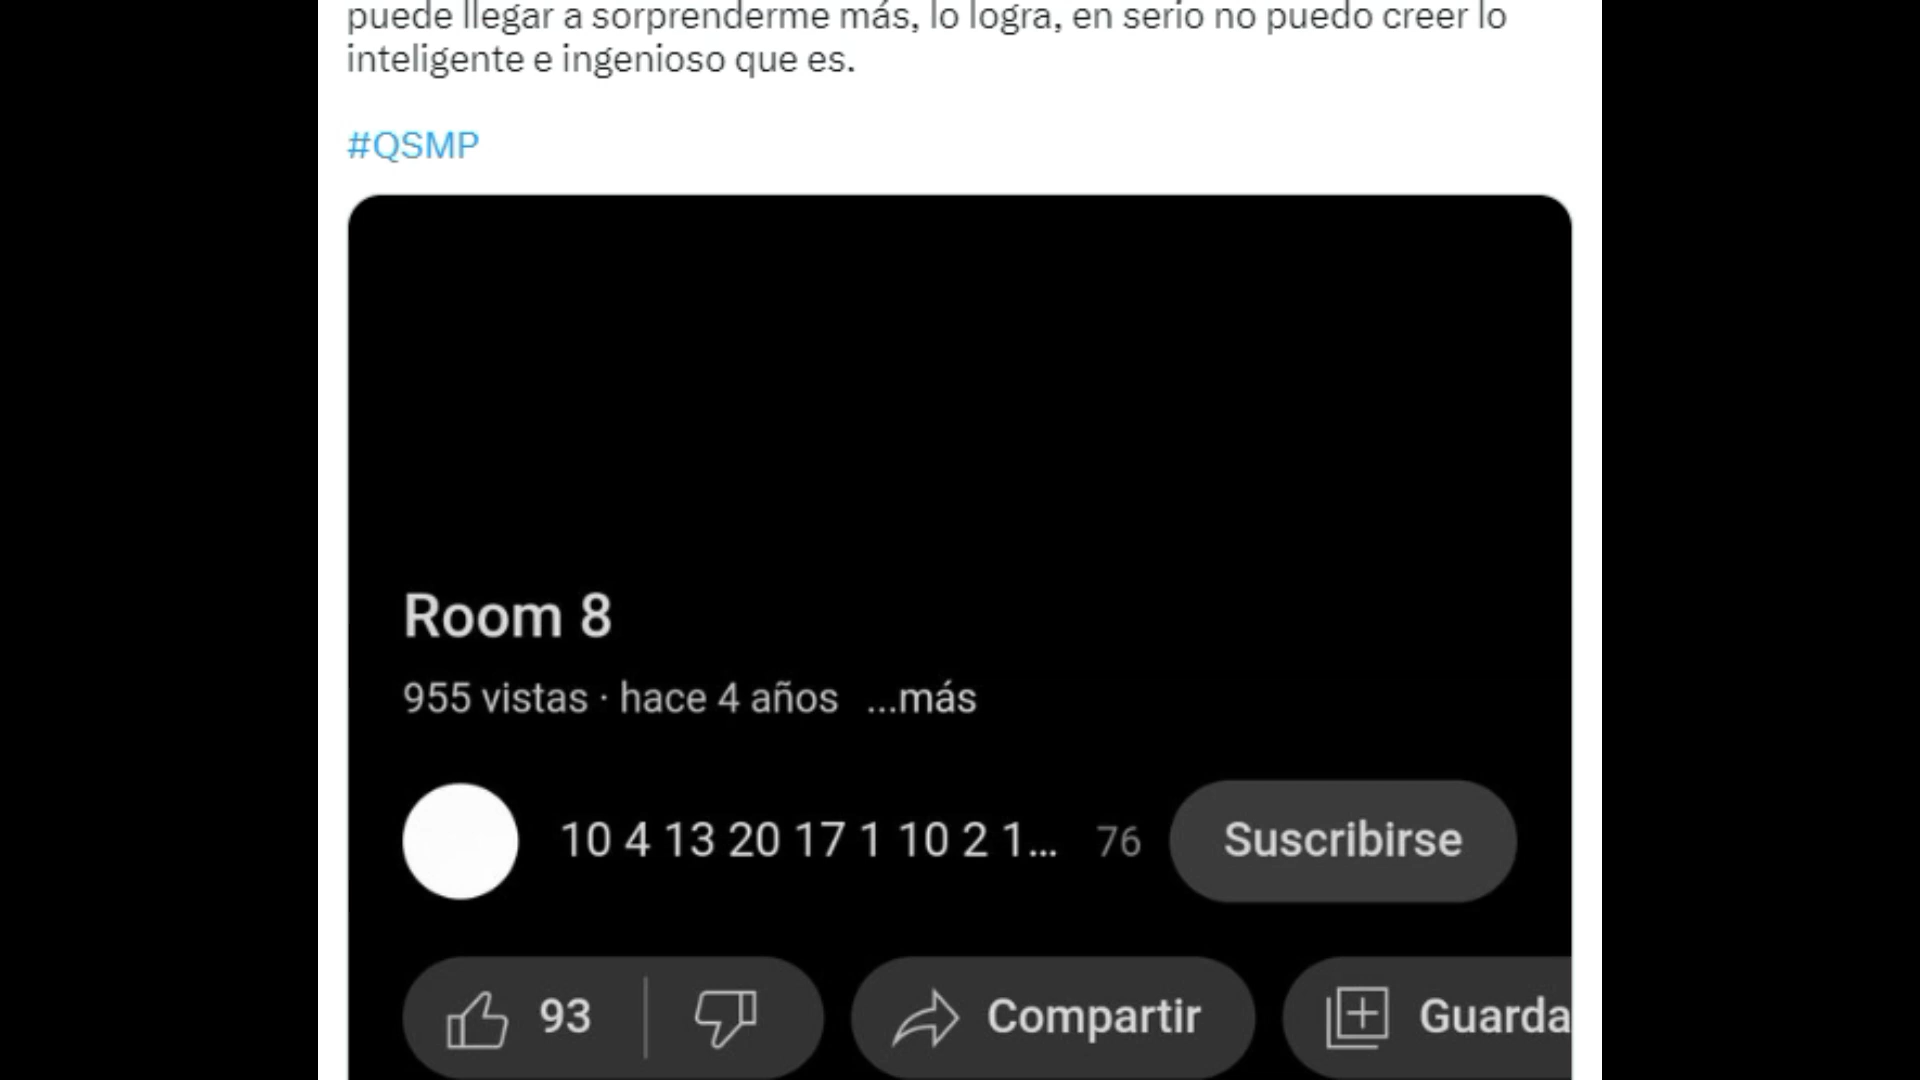 puede llegar a sorprenderme más, lo logra, en serio no puedo creer lo
inteligente e ingenioso que es.
#QSMP
Room 8
955 vistas · hace 4 años ...más
10 4 13 20 17 1 10 2 1... 76 Suscribirse
93 Compartir Guarda